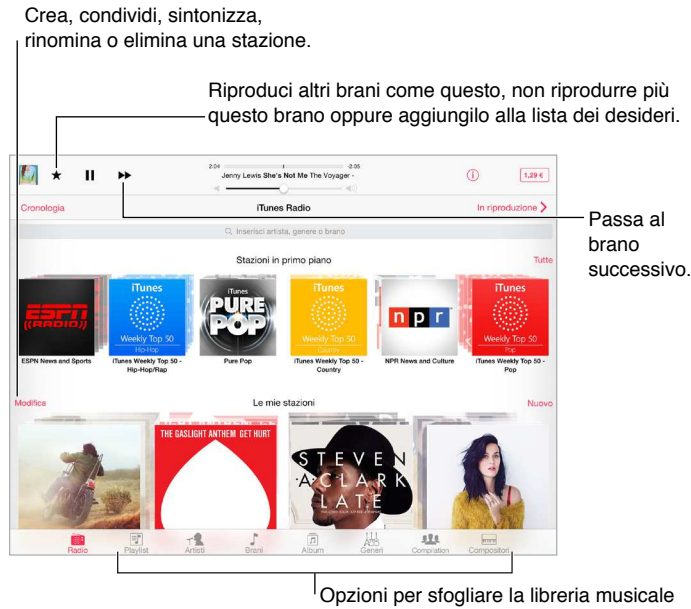 Crea, condividi, sintonizza,
rinomina o elimina una stazione.
Riproduci altri brani come questo, non riprodurre più
questo brano oppure aggiungilo alla lista dei desideri.
2:04
-2:05
Jenny Lewis She's Not Me The Voyager -
1,29 €
Cronologia
iTunes Radio
In riproduzione
Passa al
brano
successivo.
Inserisci artista, genere o brano
Stazioni in primo piano
Tutte
ESPN
((RADIO))
iTunes
Weekly Top 50
Hip-Hop
iTunes
PURE
POP
iTunes
Weekly Top 50
Country
npr
iTunes
Weekly Top 50
Pop
ESPN News and Sports
iTunes Weekly Top 50 -
Hip-Hop/Rap
Pure Pop
iTunes Weekly Top 50 -
Country
NPR News and Culture
iTunes Weekly Top 50 -
Pop
Modifica
Le mie stazioni
Nuovo
THE GASLIGHT ANTHEM GET HURT
STEVEN
A CLARK
LATE
Radio
Playlist
Artisti
Brani
Album
Generi
Compilation
Compositori
Opzioni per sfogliare la libreria musicale